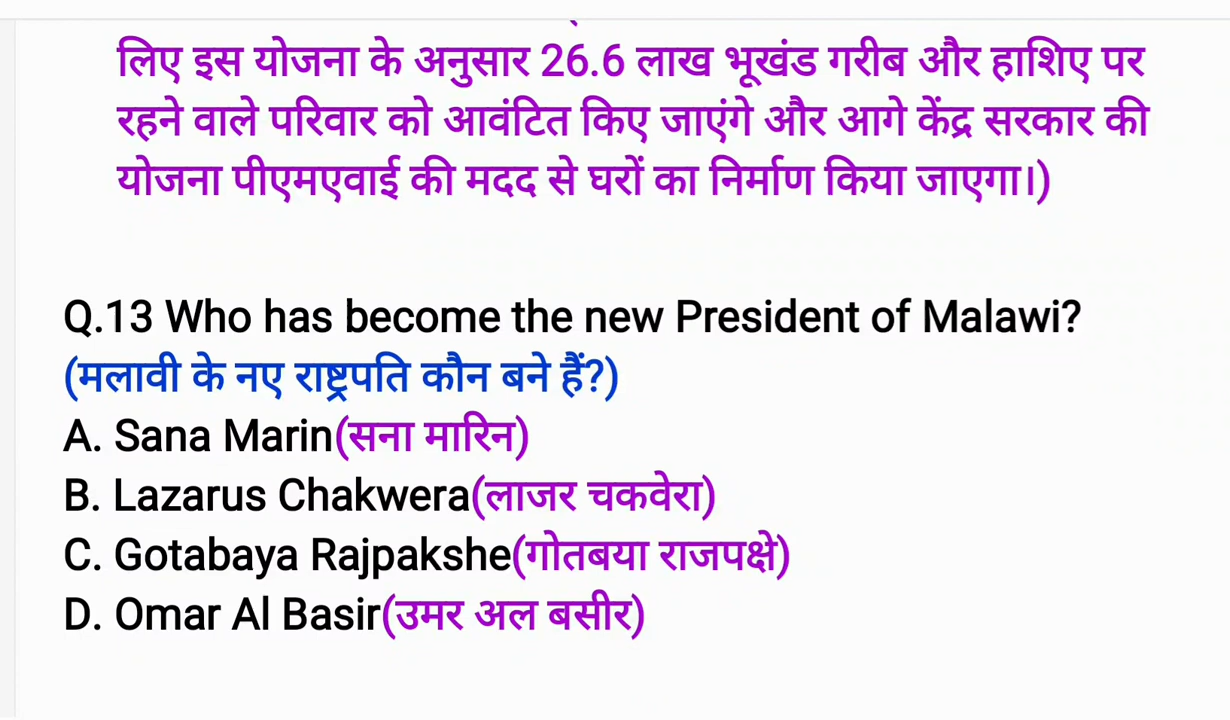 लिए इस योजना के अनुसार 26.6 लाख भूखंड गरीब और हाशिए पर
रहने वाले परिवार को आवंटित किए जाएंगे और आगे केंद्र सरकार की
योजना पीएमएवाई की मदद से घरों का निर्माण किया जाएगा।)
Q.13 Who has become the new President of Malawi?
(मलावी के नए राष्ट्रपति कौन बने हैं?)
A. Sana Marin(सना मारिन)
B. Lazarus Chakwera(लाजर चकवेरा)
C. Gotabaya Rajpakshe(गोतबया राजपक्षे)
D. Omar Al Basir(उमर अल बसीर)